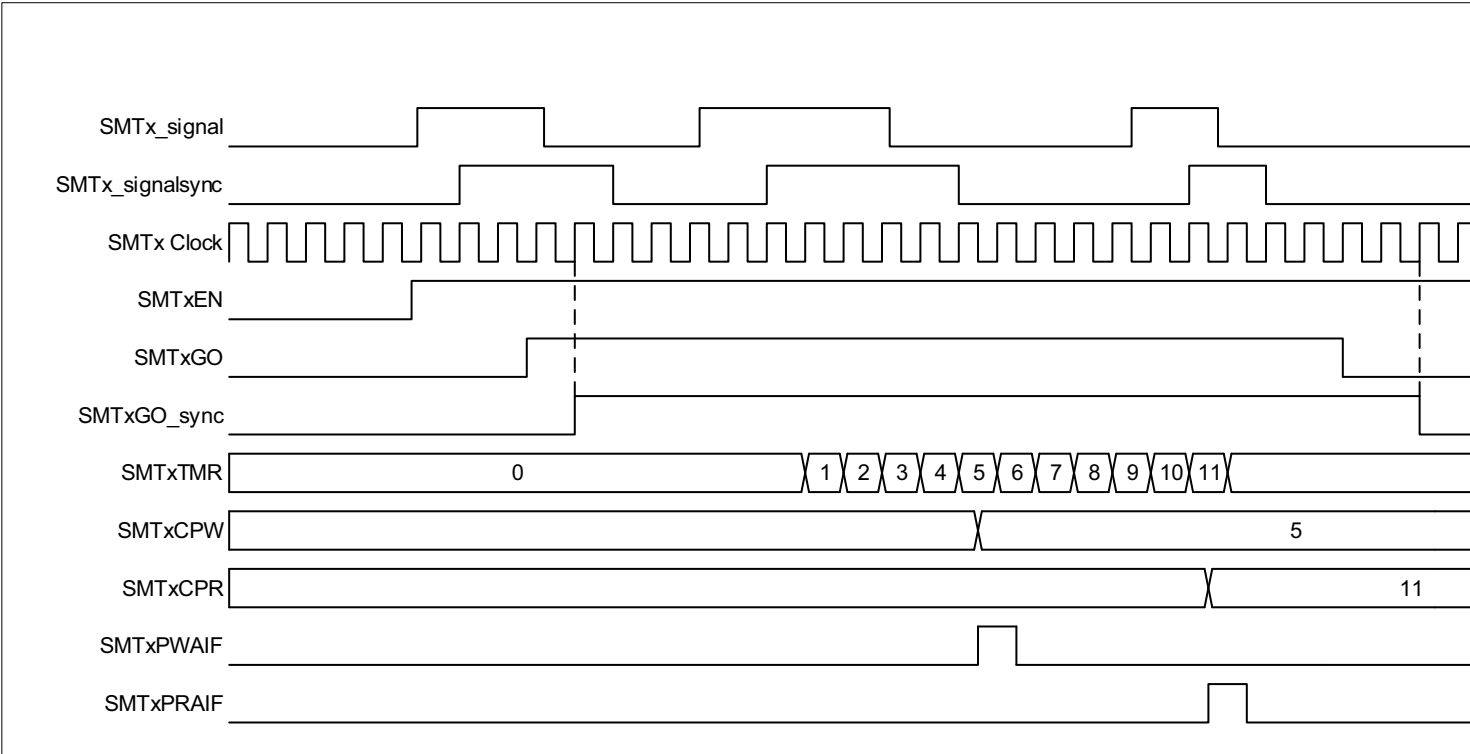 SMTx_signal
SMTx_signalsync
SMTx Clock
SMTxEN
SMTxGO
SMTxGO_sync
SMTxTMR 0 1 2 3 4 5 6 7 8 9 10 11
SMTxCPW 5
SMTxCPR 11
SMTxPWAIF
SMTxPRAIF